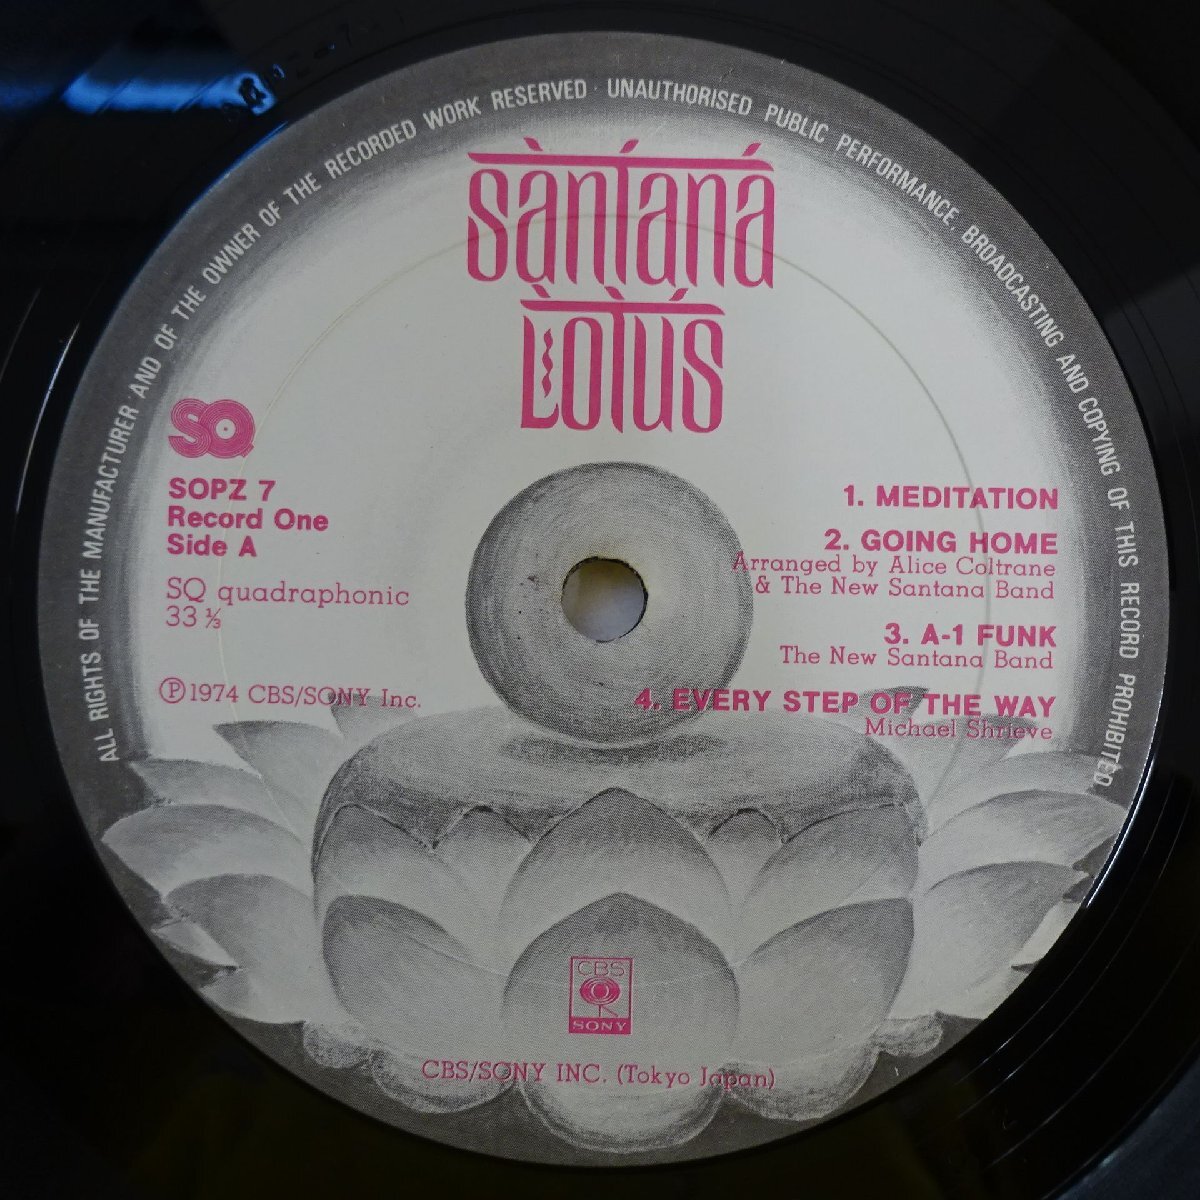 ALL RIGHTS OF THE MANUFACTURER AND OF THE OWNER OF THE RECORDED WORK RESERVED · UNAUTHORISED PUBLIC PERFORMANCE, BROADCASTING AND COPYING OF THIS RECORD PROHIBITED
Santana
Lotus
SQ
SOPZ 7
Record One
Side A
SQ quadraphonic
33 ⅓
Ⓟ1974 CBS/SONY Inc.
1. MEDITATION
2. GOING HOME
Arranged by Alice Coltrane
& The New Santana Band
3. A-1 FUNK
The New Santana Band
4. EVERY STEP OF THE WAY
Michael Shrieve
CBS
SONY
CBS/SONY INC. (Tokyo Japan)